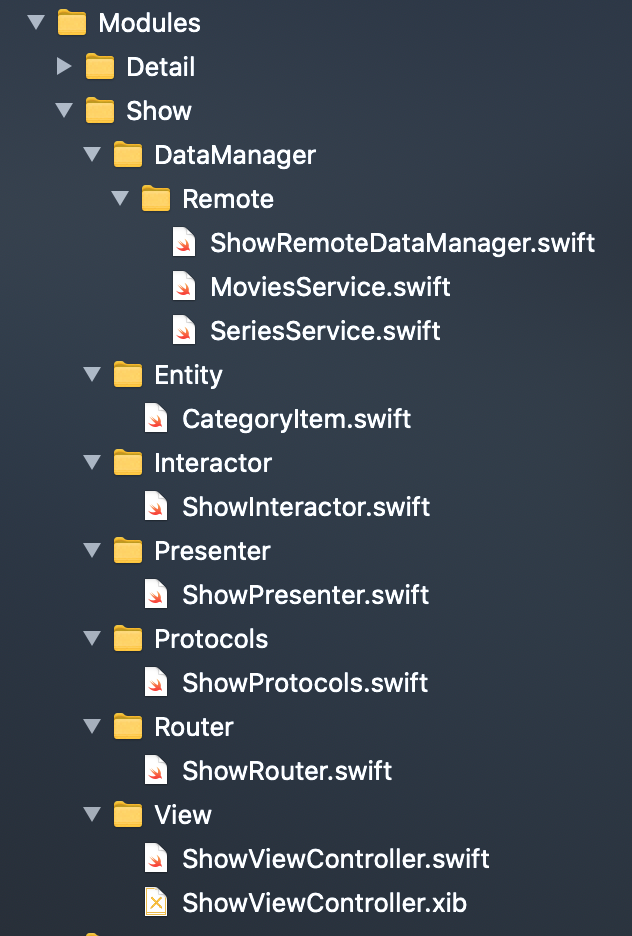 Modules
Detail
Show
DataManager
Remote
ShowRemoteDataManager.swift
MoviesService.swift
SeriesService.swift
Entity
CategoryItem.swift
Interactor
ShowInteractor.swift
Presenter
ShowPresenter.swift
Protocols
ShowProtocols.swift
Router
ShowRouter.swift
View
ShowViewController.swift
ShowViewController.xib